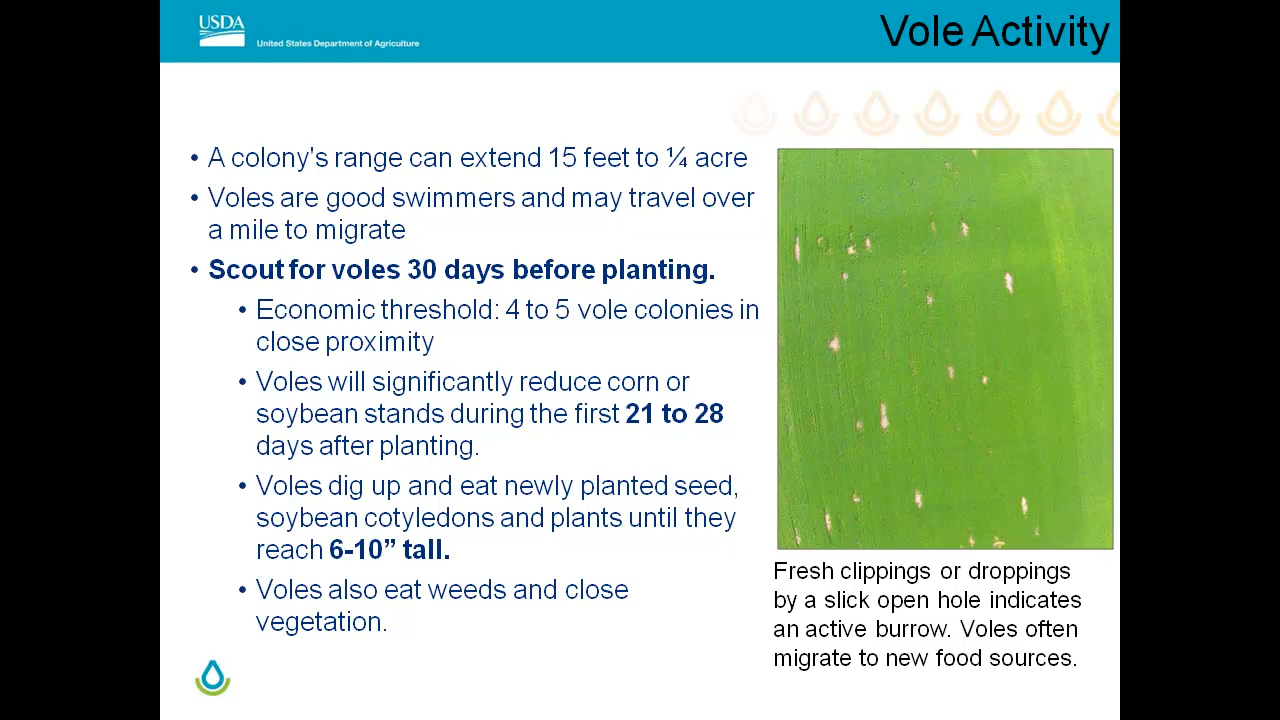 USDA
United States Department of Agriculture
Vole Activity
• A colony's range can extend 15 feet to ¼ acre
• Voles are good swimmers and may travel over
a mile to migrate
• Scout for voles 30 days before planting.
• Economic threshold: 4 to 5 vole colonies in
close proximity
• Voles will significantly reduce corn or
soybean stands during the first 21 to 28
days after planting.
• Voles dig up and eat newly planted seed,
soybean cotyledons and plants until they
reach 6-10” tall.
• Voles also eat weeds and close
vegetation.
Fresh clippings or droppings
by a slick open hole indicates
an active burrow. Voles often
migrate to new food sources.